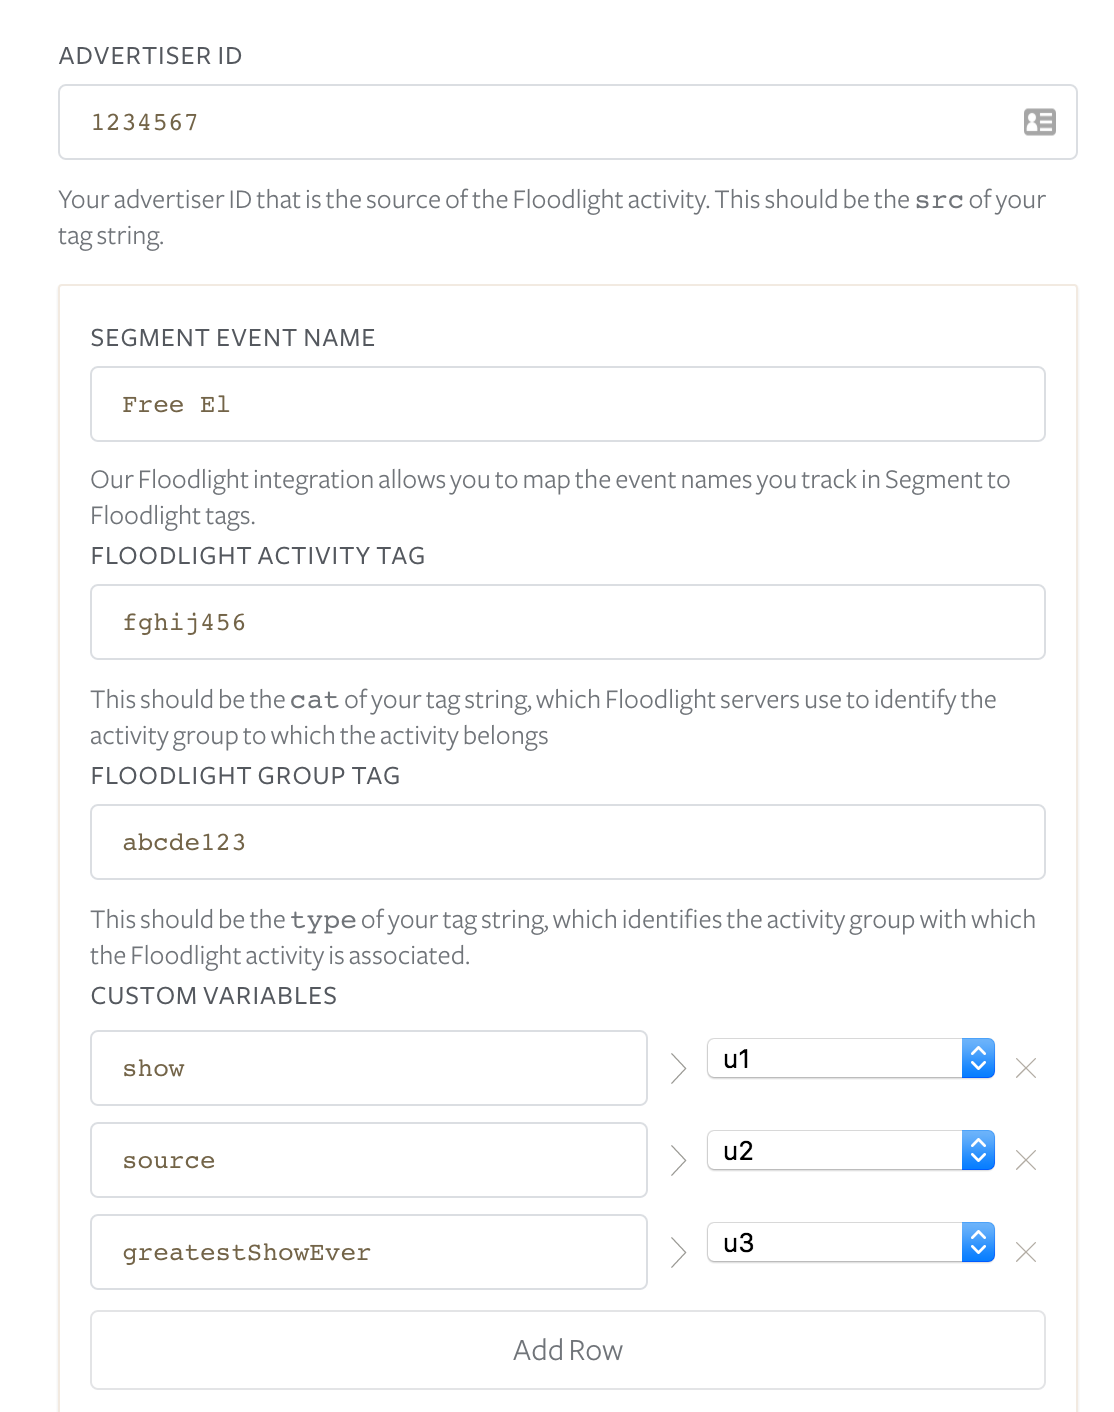 ADVERTISER ID
1234567
Your advertiser ID that is the source of the Floodlight activity. This should be the src of your
tag string.
SEGMENT EVENT NAME
Free El
Our Floodlight integration allows you to map the event names you track in Segment to
Floodlight tags.
FLOODLIGHT ACTIVITY TAG
fghij456
This should be the cat of your tag string, which Floodlight servers use to identify the
activity group to which the activity belongs
FLOODLIGHT GROUP TAG
abcde123
This should be the type of your tag string, which identifies the activity group with which
the Floodlight activity is associated.
CUSTOM VARIABLES
show u1
source u2
greatestShowEver u3
Add Row